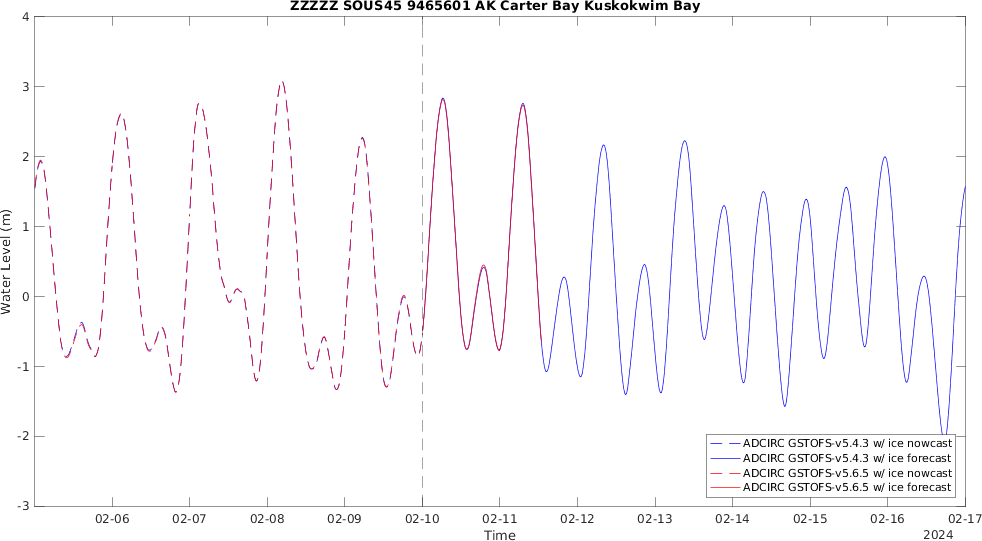 ZZZZZ SOUS45 9465601 AK Carter Bay Kuskokwim Bay
4
3
2
1
0
-1
-2
-3
Water Level (m)
02-06 02-07 02-08 02-09 02-10 02-11 02-12 02-13 02-14 02-15 02-16 02-17
Time
2024
ADCIRC GSTOFS-v5.4.3 w/ ice nowcast
ADCIRC GSTOFS-v5.4.3 w/ ice forecast
ADCIRC GSTOFS-v5.6.5 w/ ice nowcast
ADCIRC GSTOFS-v5.6.5 w/ ice forecast